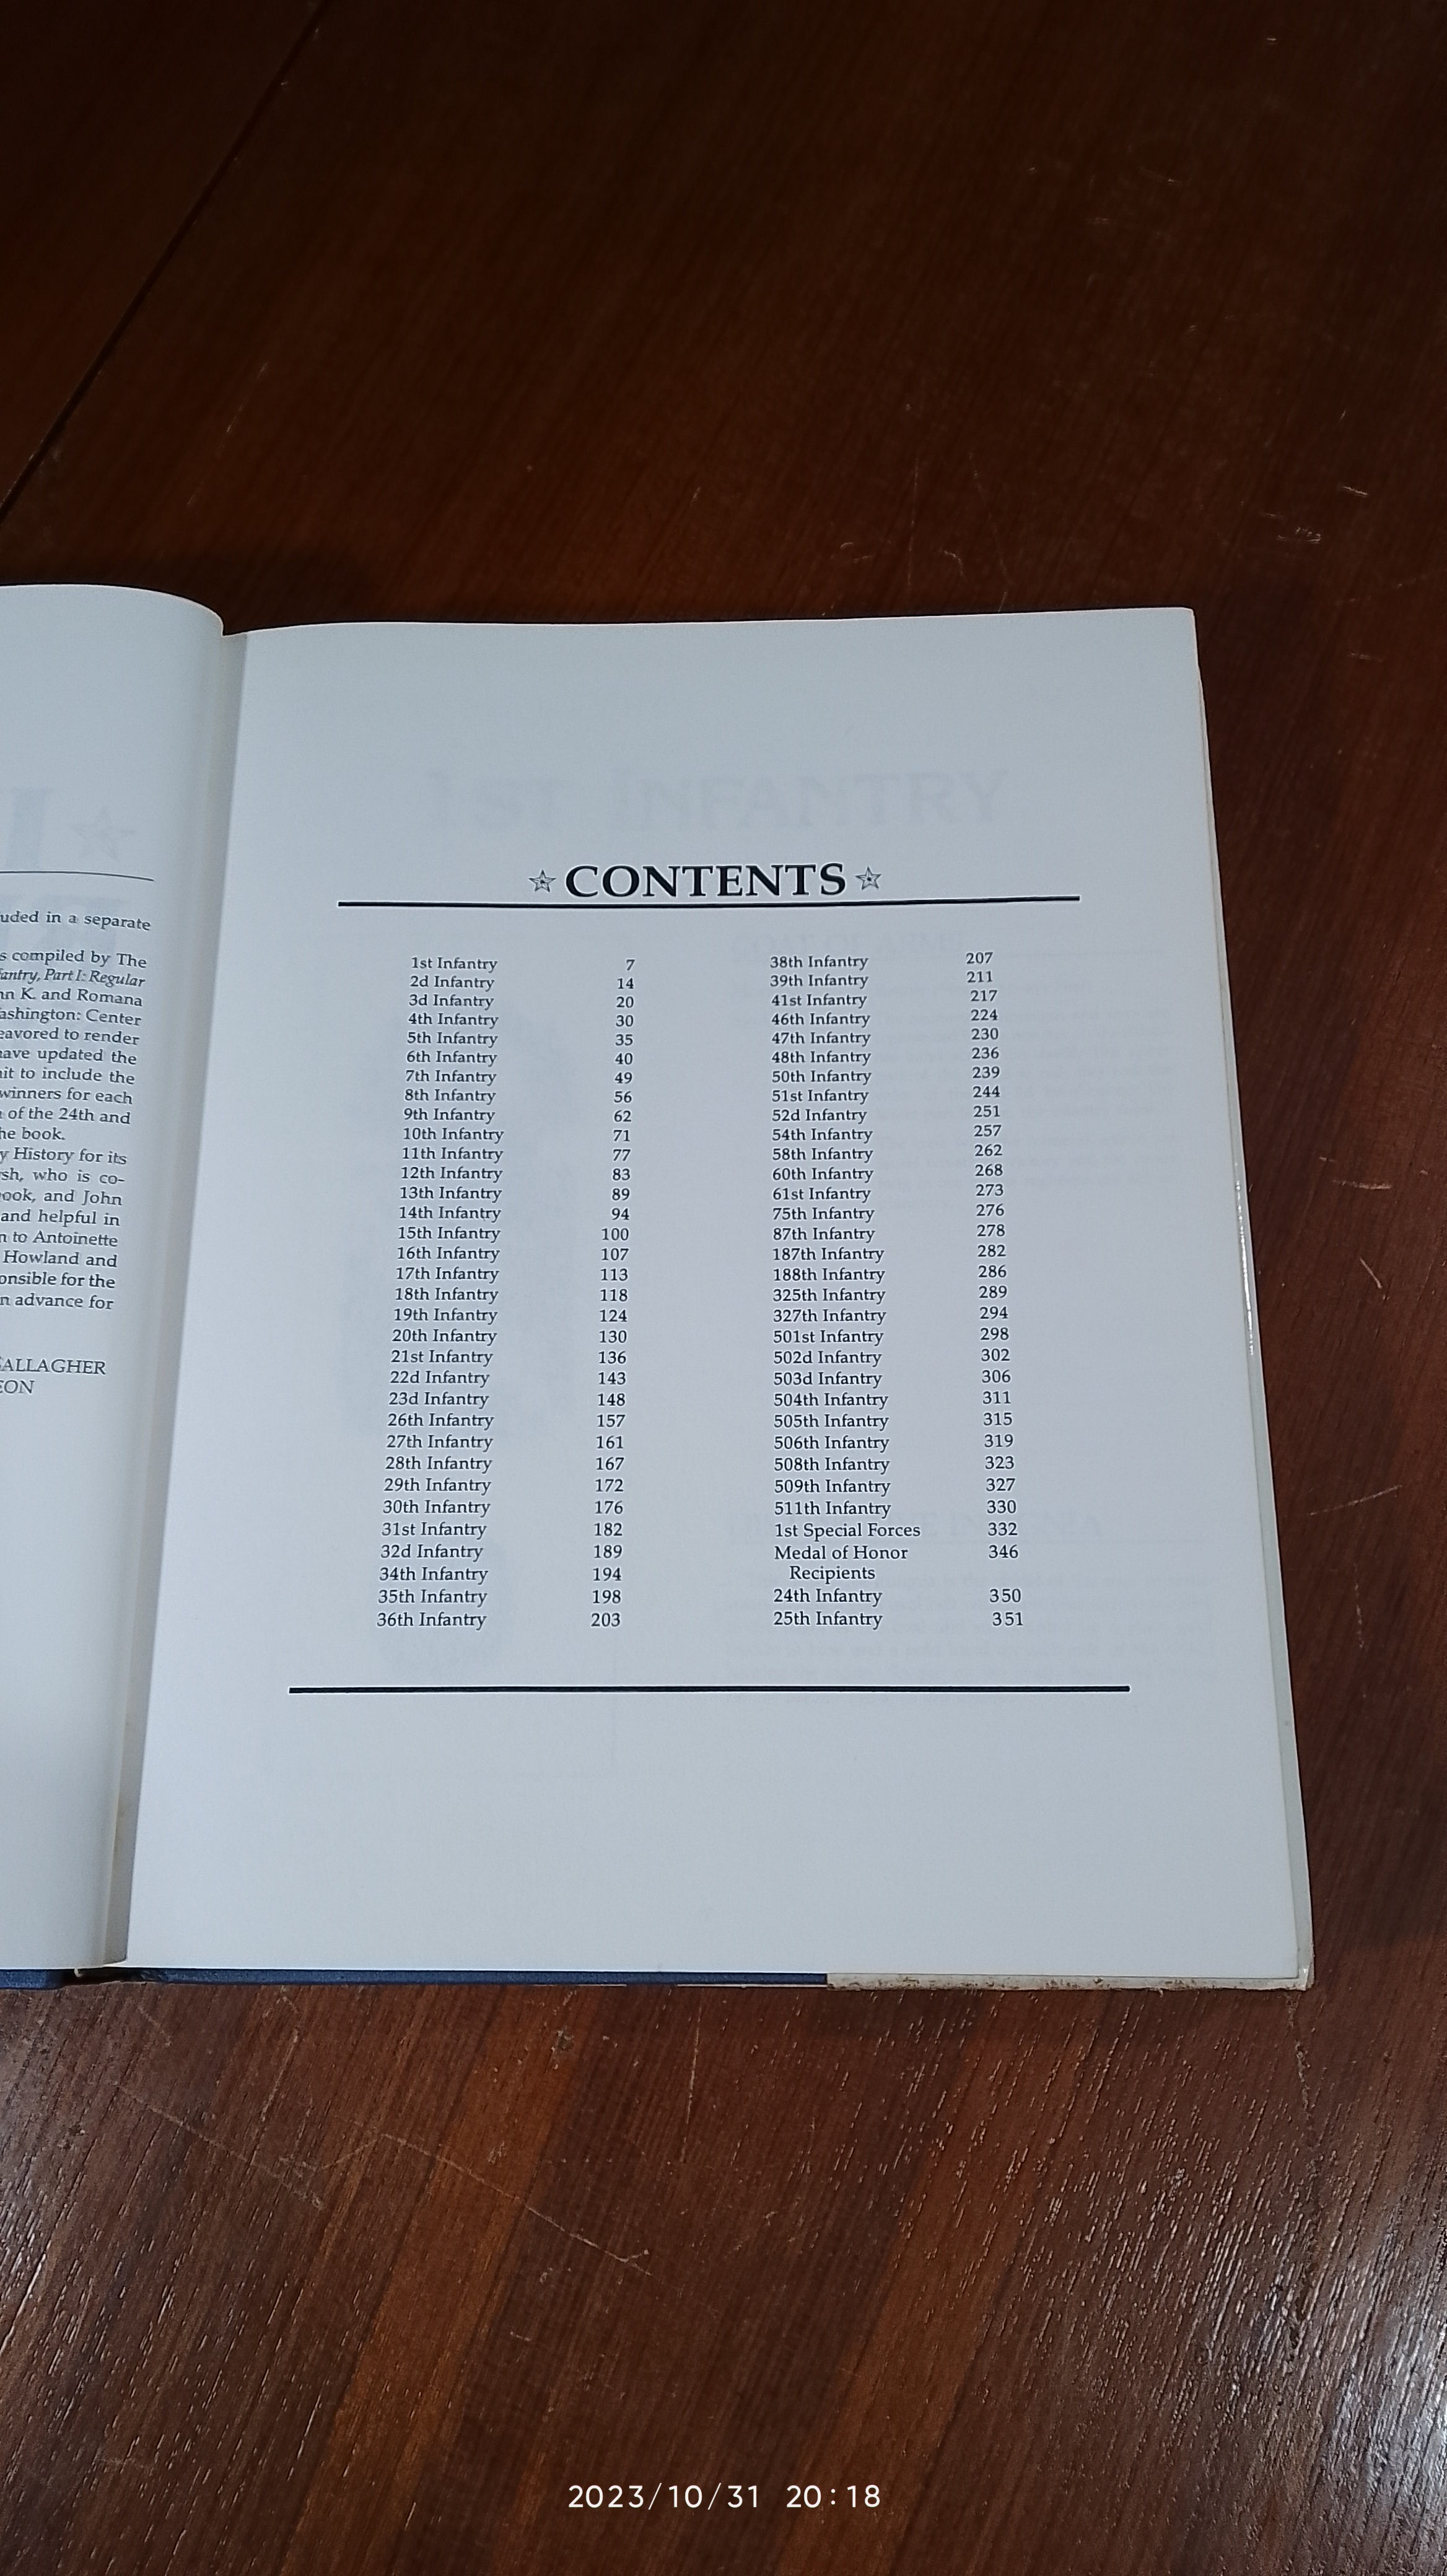 uded in a separate
s compiled by The
antry, Part I: Regular
nn K. and Romana
ashington: Center
eavored to render
have updated the
it to include the
winners for each
of the 24th and
he book.
y History for its
sh, who is co-
ook, and John
and helpful in
n to Antoinette
Howland and
onsible for the
n advance for
GALLAGHER
EON
1ST INFANTRY
☆ CONTENTS ☆
1st Infantry 7
2d Infantry 14
3d Infantry 20
4th Infantry 30
5th Infantry 35
6th Infantry 40
7th Infantry 49
8th Infantry 56
9th Infantry 62
10th Infantry 71
11th Infantry 77
12th Infantry 83
13th Infantry 89
14th Infantry 94
15th Infantry 100
16th Infantry 107
17th Infantry 113
18th Infantry 118
19th Infantry 124
20th Infantry 130
21st Infantry 136
22d Infantry 143
23d Infantry 148
26th Infantry 157
27th Infantry 161
28th Infantry 167
29th Infantry 172
30th Infantry 176
31st Infantry 182
32d Infantry 189
34th Infantry 194
35th Infantry 198
36th Infantry 203
38th Infantry 207
39th Infantry 211
41st Infantry 217
46th Infantry 224
47th Infantry 230
48th Infantry 236
50th Infantry 239
51st Infantry 244
52d Infantry 251
54th Infantry 257
58th Infantry 262
60th Infantry 268
61st Infantry 273
75th Infantry 276
87th Infantry 278
187th Infantry 282
188th Infantry 286
325th Infantry 289
327th Infantry 294
501st Infantry 298
502d Infantry 302
503d Infantry 306
504th Infantry 311
505th Infantry 315
506th Infantry 319
508th Infantry 323
509th Infantry 327
511th Infantry 330
1st Special Forces 332
Medal of Honor 346
Recipients
24th Infantry 350
25th Infantry 351
2023/10/31 20:18